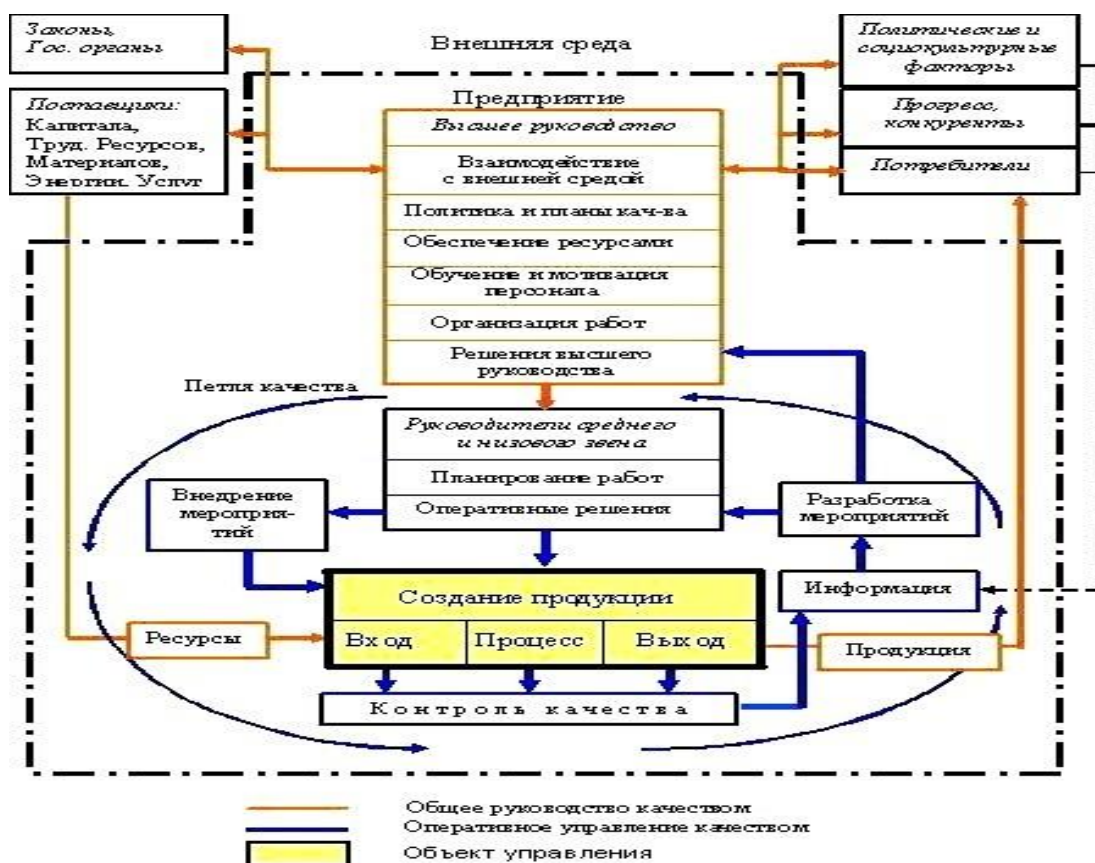 Законы,
Гос. органы
Внешняя среда
Политические и
социокультурные
факторы
Поставщики:
Капитала,
Труд. Ресурсов,
Материалов,
Энергии. Услуг
Предприятие
Высшее руководство
Прогресс,
конкуренты
Взаимодействие
с внешней средой
Потребители
Политика и планы кач-ва
Обеспечение ресурсами
Обучение и мотивация
персонала
Организация работ
Решения высшего
руководства
Петля качества
Руководители среднего
и низового звена
Планирование работ
Оперативные решения
Внедрение
мероприя-
тий
Разработка
мероприятий
Создание продукции
Информация
Ресурсы
Вход
Процесс
Выход
Продукция
Контроль качества
Общее руководство качеством
Оперативное управление качеством
Объект управления